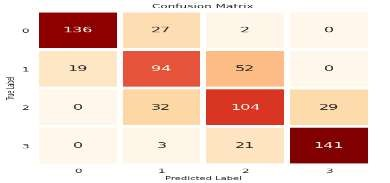 Confusion Matrix
True Label
0 136 27 2 0
1 19 94 52 0
2 0 32 104 29
3 0 3 21 141
0 1 2 3
Predicted Label